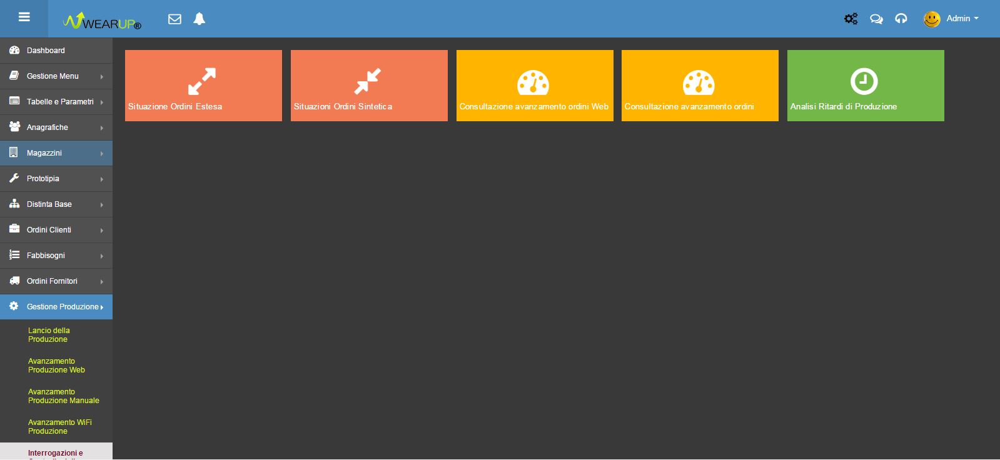 WEARUP®
Admin
Dashboard
Gestione Menu
Tabelle e Parametri
Anagrafiche
Magazzini
Prototipia
Distinta Base
Ordini Clienti
Fabbisogni
Ordini Fornitori
Gestione Produzione
Lancio della
Produzione
Avanzamento
Produzione Web
Avanzamento
Produzione Manuale
Avanzamento WiFi
Produzione
Interrogazioni e
Situazione Ordini Estesa
Situazioni Ordini Sintetica
Consultazione avanzamento ordini Web
Consultazione avanzamento ordini
Analisi Ritardi di Produzione